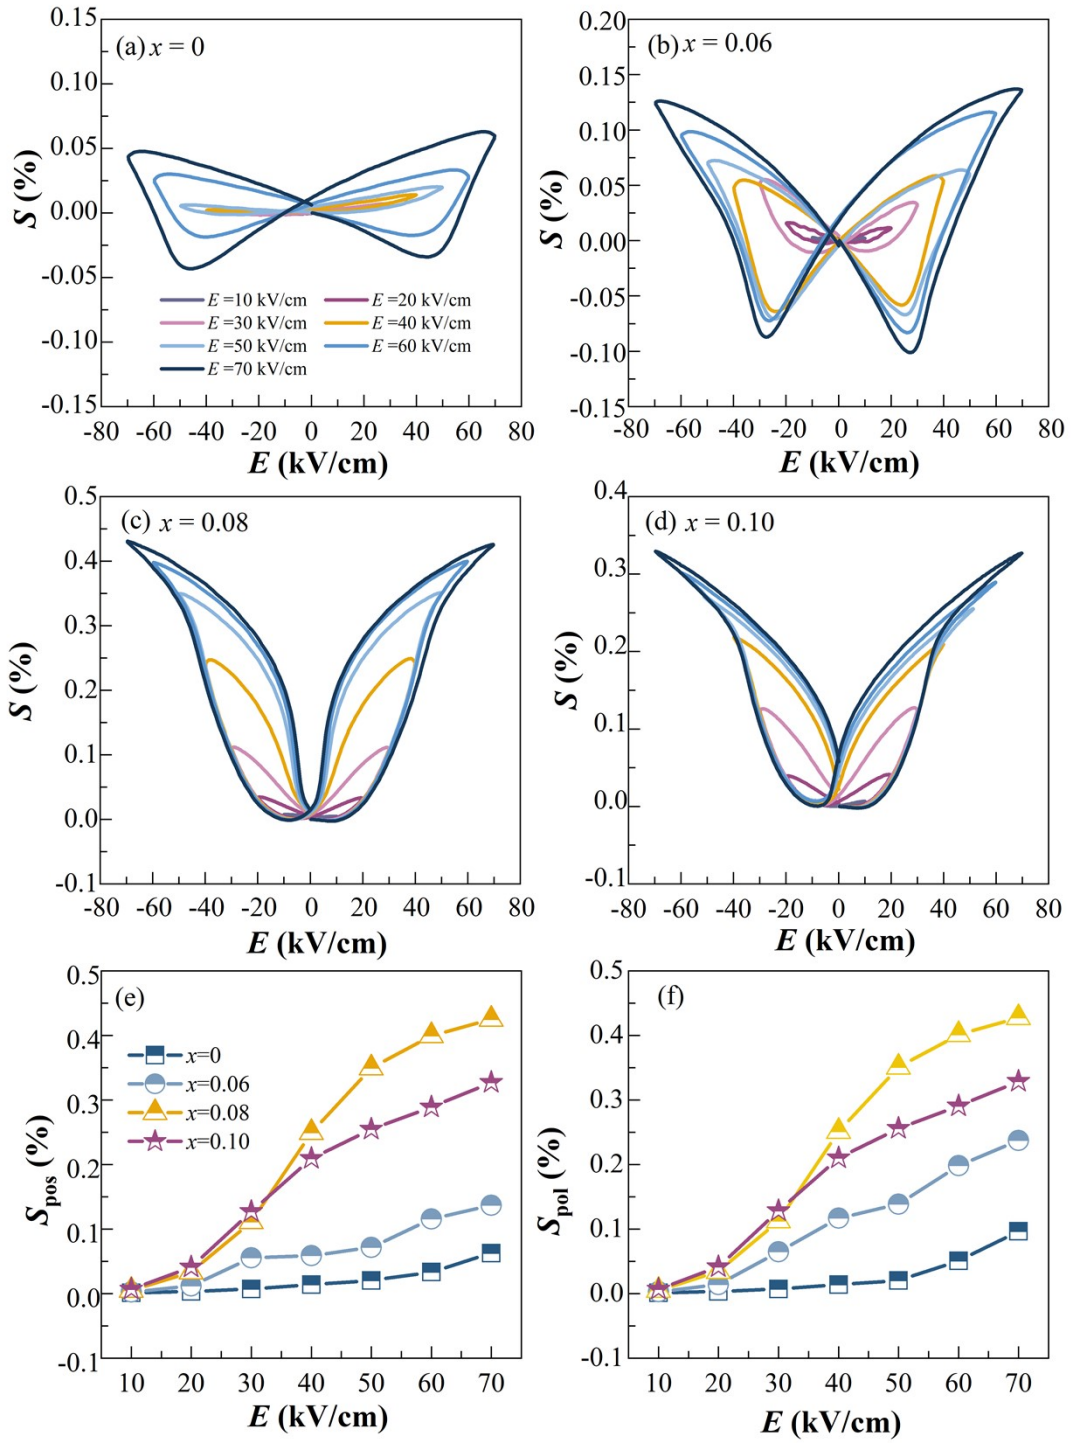 (a) x = 0
0.15
0.10
0.05
0.00
-0.05
-0.10
-0.15
S (%)
E =10 kV/cm E =20 kV/cm
E =30 kV/cm E =40 kV/cm
E =50 kV/cm E =60 kV/cm
E =70 kV/cm
-80 -60 -40 -20 0 20 40 60 80
E (kV/cm)
(b) x = 0.06
0.20
0.15
0.10
0.05
0.00
-0.05
-0.10
-0.15
S (%)
-80 -60 -40 -20 0 20 40 60 80
E (kV/cm)
(c) x = 0.08
0.5
0.4
0.3
0.2
0.1
0.0
-0.1
S (%)
-80 -60 -40 -20 0 20 40 60 80
E (kV/cm)
(d) x = 0.10
0.4
0.3
0.2
0.1
0.0
-0.1
S (%)
-80 -60 -40 -20 0 20 40 60 80
E (kV/cm)
(e)
0.5
0.4
0.3
0.2
0.1
0.0
-0.1
Spos (%)
x=0
x=0.06
x=0.08
x=0.10
10 20 30 40 50 60 70
E (kV/cm)
(f)
0.5
0.4
0.3
0.2
0.1
0.0
-0.1
Spol (%)
10 20 30 40 50 60 70
E (kV/cm)